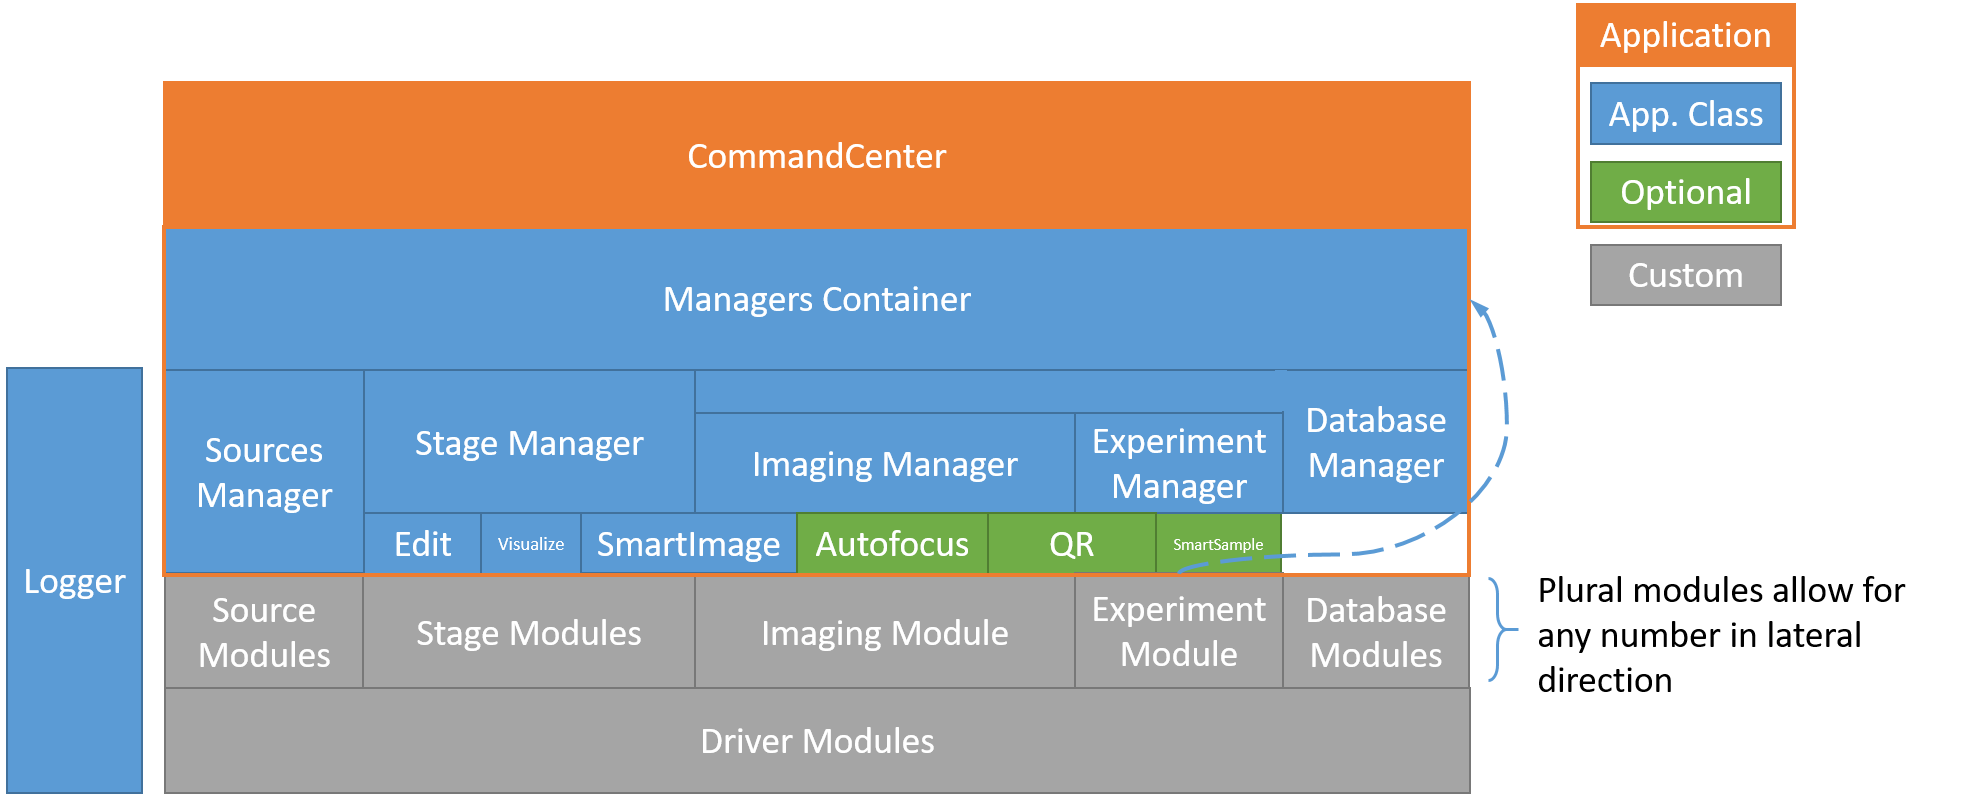 Application
App. Class
Optional
Custom
CommandCenter
Managers Container
Logger
Sources
Manager
Stage Manager
Imaging Manager
Experiment
Manager
Database
Manager
Edit
Visualize
SmartImage
Autofocus
QR
SmartSample
Source
Modules
Stage Modules
Imaging Module
Experiment
Module
Database
Modules
Driver Modules
Plural modules allow for
any number in lateral
direction